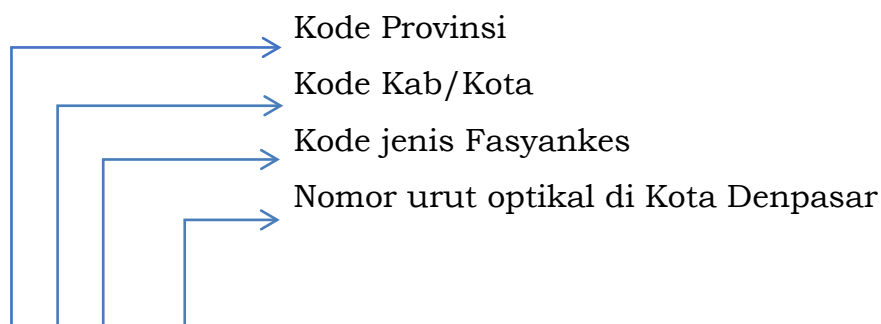 Kode Provinsi
Kode Kab/Kota
Kode jenis Fasyankes
Nomor urut optikal di Kota Denpasar